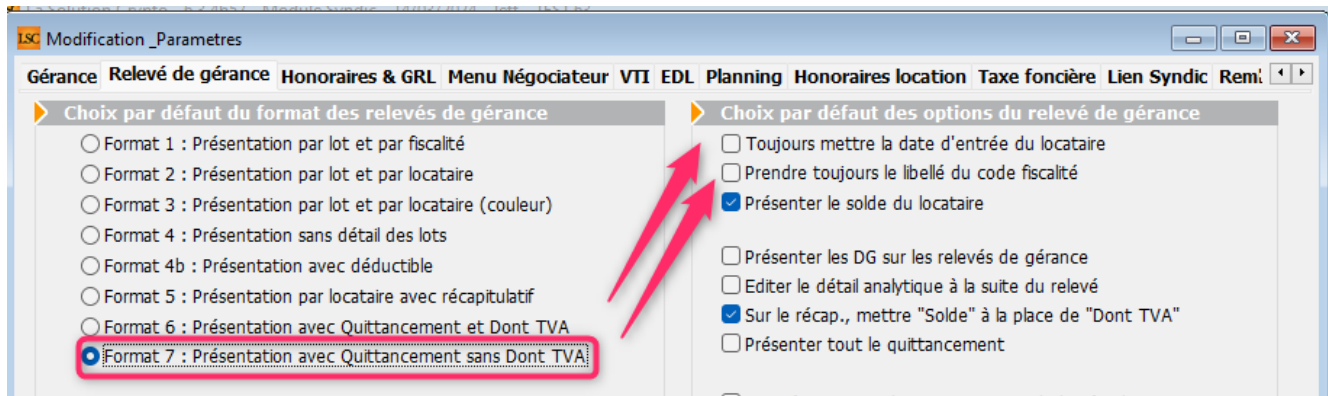 LSC Modification _Parametres
Gérance Relevé de gérance Honoraires & GRL Menu Négociateur VTI EDL Planning Honoraires location Taxe foncière Lien Syndic
Choix par défaut du format des relevés de gérance
Format 1 : Présentation par lot et par fiscalité
Format 2 : Présentation par lot et par locataire
Format 3 : Présentation par lot et par locataire (couleur)
Format 4 : Présentation sans détail des lots
Format 4b : Présentation avec déductible
Format 5 : Présentation par locataire avec récapitulatif
Format 6 : Présentation avec Quittancement et Dont TVA
Format 7 : Présentation avec Quittancement sans Dont TVA
Choix par défaut des options du relevé de gérance
Toujours mettre la date d'entrée du locataire
Prendre toujours le libellé du code fiscalité
Présenter le solde du locataire
Présenter les DG sur les relevés de gérance
Editer le détail analytique à la suite du relevé
Sur le récap., mettre "Solde" à la place de "Dont TVA"
Présenter tout le quittancement